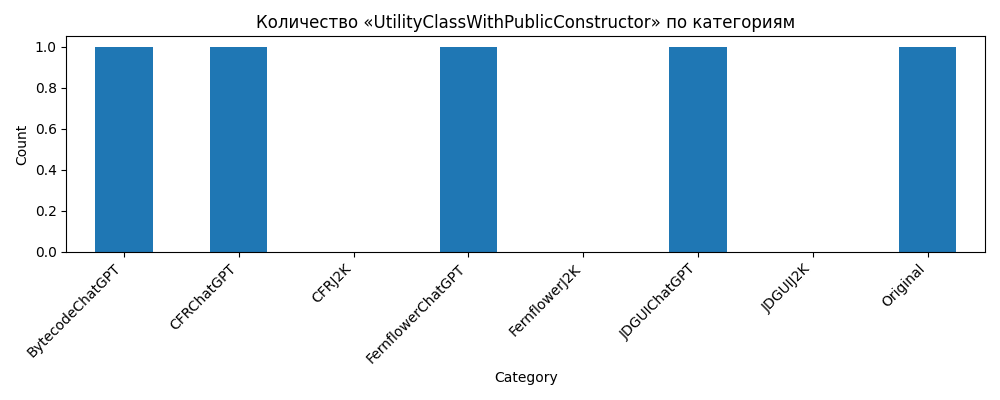 Количество «UtilityClassWithPublicConstructor» по категориям
1.0
0.8
0.6
0.4
0.2
0.0
Count
BytecodeChatGPT
CFRChatGPT
CFRJ2K
FernflowerChatGPT
FernflowerJ2K
JDGUIChatGPT
JDGUIJ2K
Original
Category